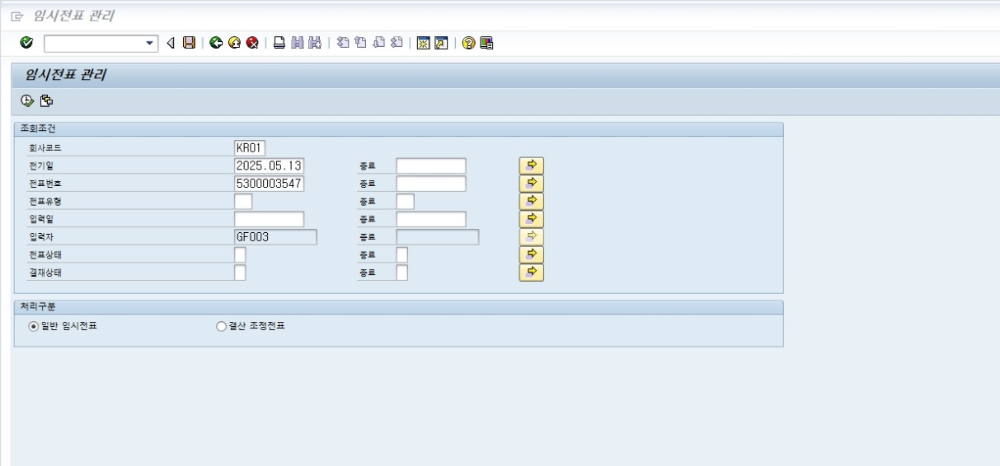 임시전표 관리
임시전표 관리
조회조건
회사코드 KR01
전기일 2025.05.13 종료
전표번호 5300003547 종료
전표유형 종료
입력일 종료
입력자 GF003 종료
전표상태 종료
결재상태 종료
처리구분
일반 임시전표 결산 조정전표